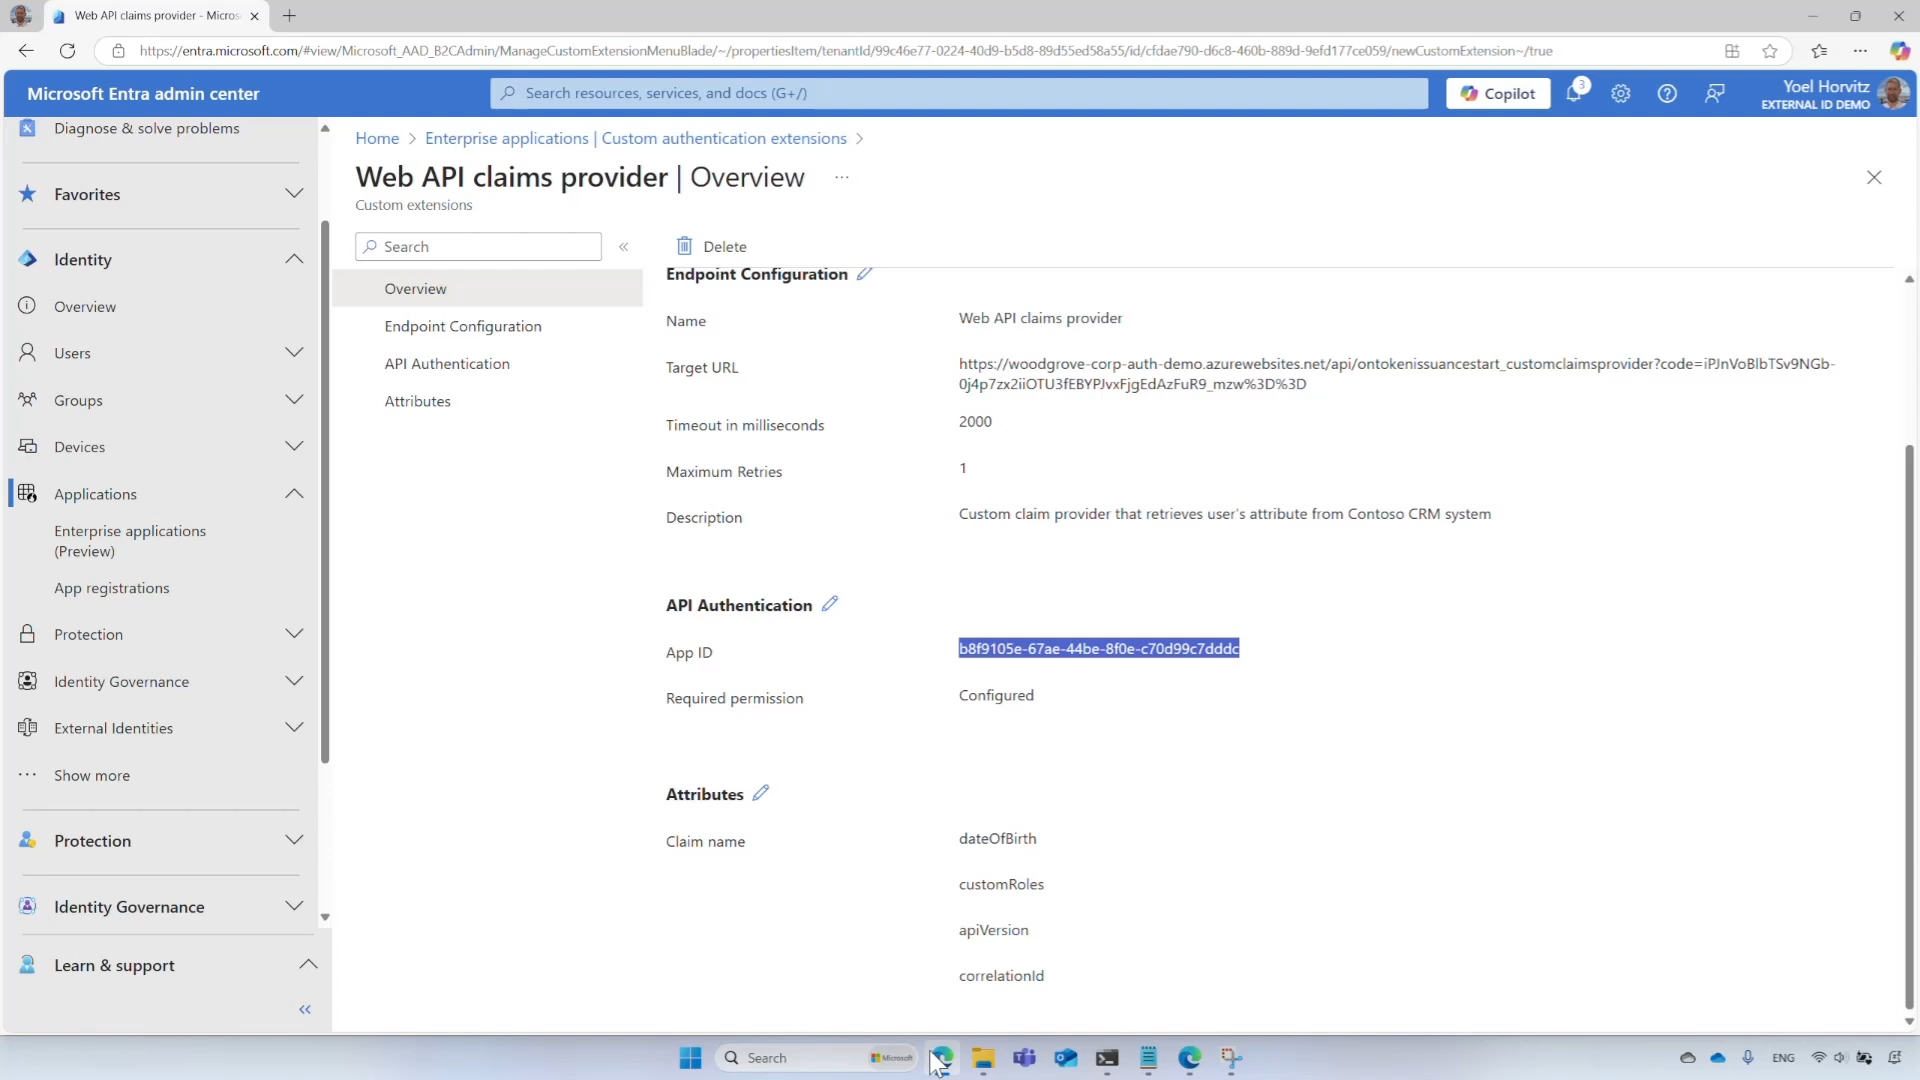 Web API claims provider - Micros
https://entra.microsoft.com/#view/Microsoft_AAD_B2CAdmin/ManageCustomExtensionMenuBlade/~/propertiesItem/tenantId/99c46e77-0224-40d9-b5d8-89d55ed58a55/id/cfdae790-d6c8-460b-889d-9efd177ce059/newCustomExtension~/true
Microsoft Entra admin center
Search resources, services, and docs (G+/)
Copilot
3
Yoel Horvitz
EXTERNAL ID DEMO
Diagnose & solve problems
Favorites
Identity
Overview
Users
Groups
Devices
Applications
Enterprise applications
(Preview)
App registrations
Protection
Identity Governance
External Identities
Show more
Protection
Identity Governance
Learn & support
Home > Enterprise applications | Custom authentication extensions >
Web API claims provider | Overview
Custom extensions
Search
Overview
Endpoint Configuration
API Authentication
Attributes
Delete
Endpoint Configuration
Name Web API claims provider
Target URL https://woodgrove-corp-auth-demo.azurewebsites.net/api/ontokenissuancestart_customclaimsprovider?code=iPJnVoBlbTSv9NGb-
0j4p7zx2iiOTU3fEBYPJvxFjgEdAzFuR9_mzw%3D%3D
Timeout in milliseconds 2000
Maximum Retries 1
Description Custom claim provider that retrieves user's attribute from Contoso CRM system
API Authentication
App ID b8f9105e-67ae-44be-8f0e-c70d99c7dddc
Required permission Configured
Attributes
Claim name dateOfBirth
customRoles
apiVersion
correlationId
Search
Microsoft
ENG